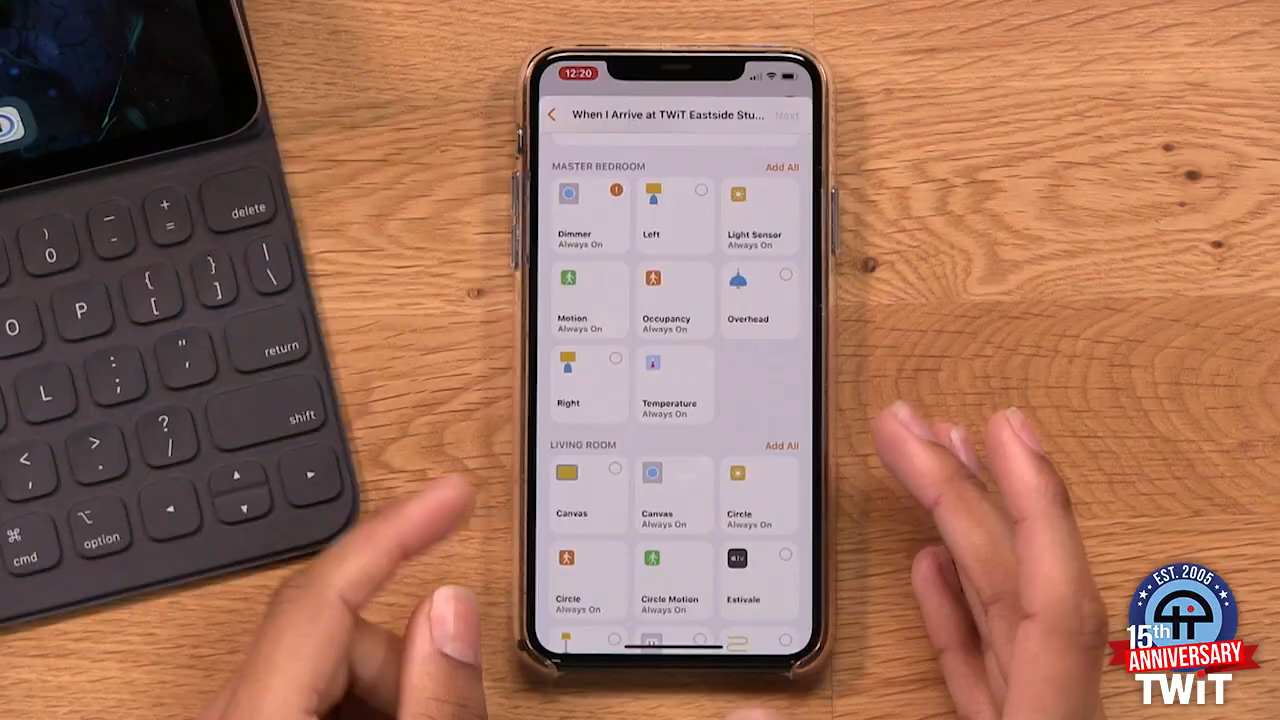 12:20
When I Arrive at TWiT Eastside Stu...
Next
MASTER BEDROOM
Add All
Dimmer
Always On
Left
Light Sensor
Always On
Motion
Always On
Occupancy
Always On
Overhead
Right
Temperature
Always On
LIVING ROOM
Add All
Canvas
Canvas
Always On
Circle
Always On
Circle
Always On
Circle Motion
Always On
Estivale
) _ + delete
0 - =
P { } |
O [ ] \
L : " return
; '
< > ? shift
, . /
⌘ ⌥
cmd option
EST. 2005
15th
ANNIVERSARY
TWiT